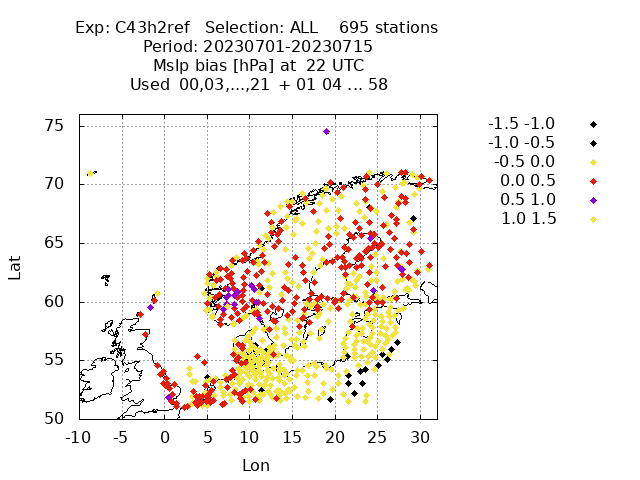 Exp: C43h2ref Selection: ALL 695 stations
Period: 20230701-20230715
Mslp bias [hPa] at 22 UTC
Used 00,03,...,21 + 01 04 ... 58
-1.5 -1.0
-1.0 -0.5
-0.5 0.0
0.0 0.5
0.5 1.0
1.0 1.5
75
70
65
60
55
50
Lat
-10 -5 0 5 10 15 20 25 30
Lon